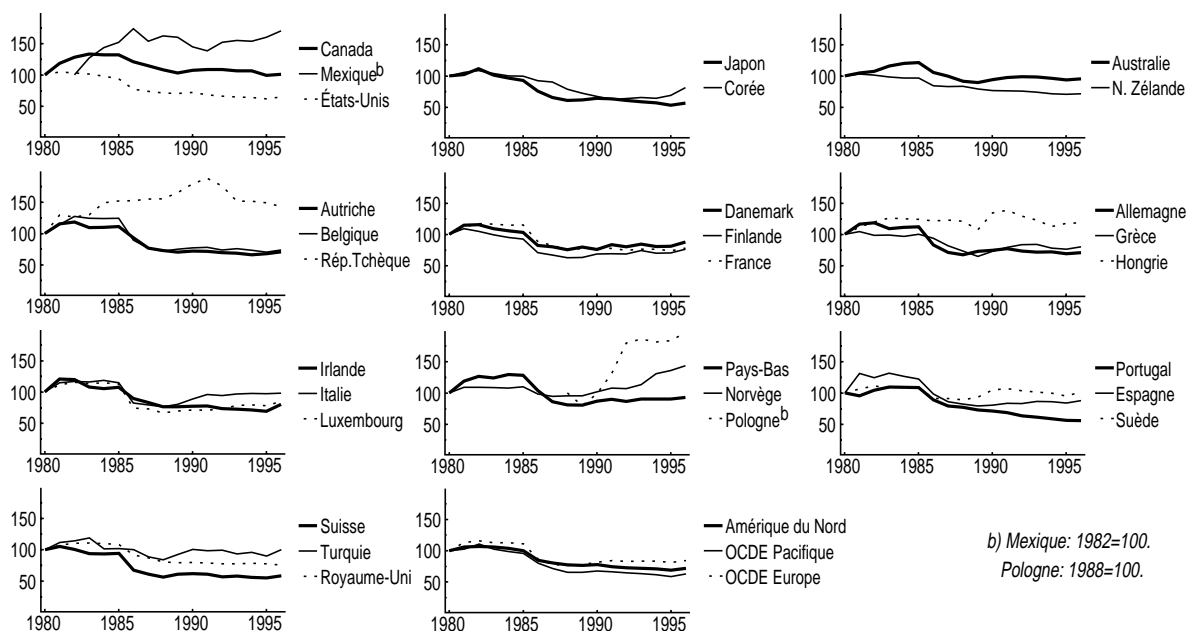 150
100
50
1980 1985 1990 1995
Canada
Mexique b
États-Unis
150
100
50
1980 1985 1990 1995
Japon
Corée
150
100
50
1980 1985 1990 1995
Australie
N. Zélande
150
100
50
1980 1985 1990 1995
Autriche
Belgique
Rép.Tchèque
150
100
50
1980 1985 1990 1995
Danemark
Finlande
France
150
100
50
1980 1985 1990 1995
Allemagne
Grèce
Hongrie
150
100
50
1980 1985 1990 1995
Irlande
Italie
Luxembourg
150
100
50
1980 1985 1990 1995
Pays-Bas
Norvège
Pologne b
150
100
50
1980 1985 1990 1995
Portugal
Espagne
Suède
150
100
50
1980 1985 1990 1995
Suisse
Turquie
Royaume-Uni
150
100
50
1980 1985 1990 1995
Amérique du Nord
OCDE Pacifique
OCDE Europe
b) Mexique: 1982=100.
Pologne: 1988=100.